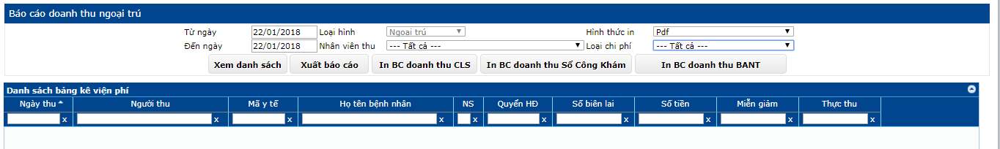 Báo cáo doanh thu ngoại trú
Từ ngày 22/01/2018 Loại hình Ngoại trú Hình thức in Pdf
Đến ngày 22/01/2018 Nhân viên thu --- Tất cả --- Loại chi phí --- Tất cả ---
Xem danh sách Xuất báo cáo In BC doanh thu CLS In BC doanh thu Sổ Công Khám In BC doanh thu BANT
Danh sách bảng kê viện phí
Ngày thu Người thu Mã y tế Họ tên bệnh nhân NS Quyển HĐ Số biên lai Số tiền Miễn giảm Thực thu
x x x x x x x x x x